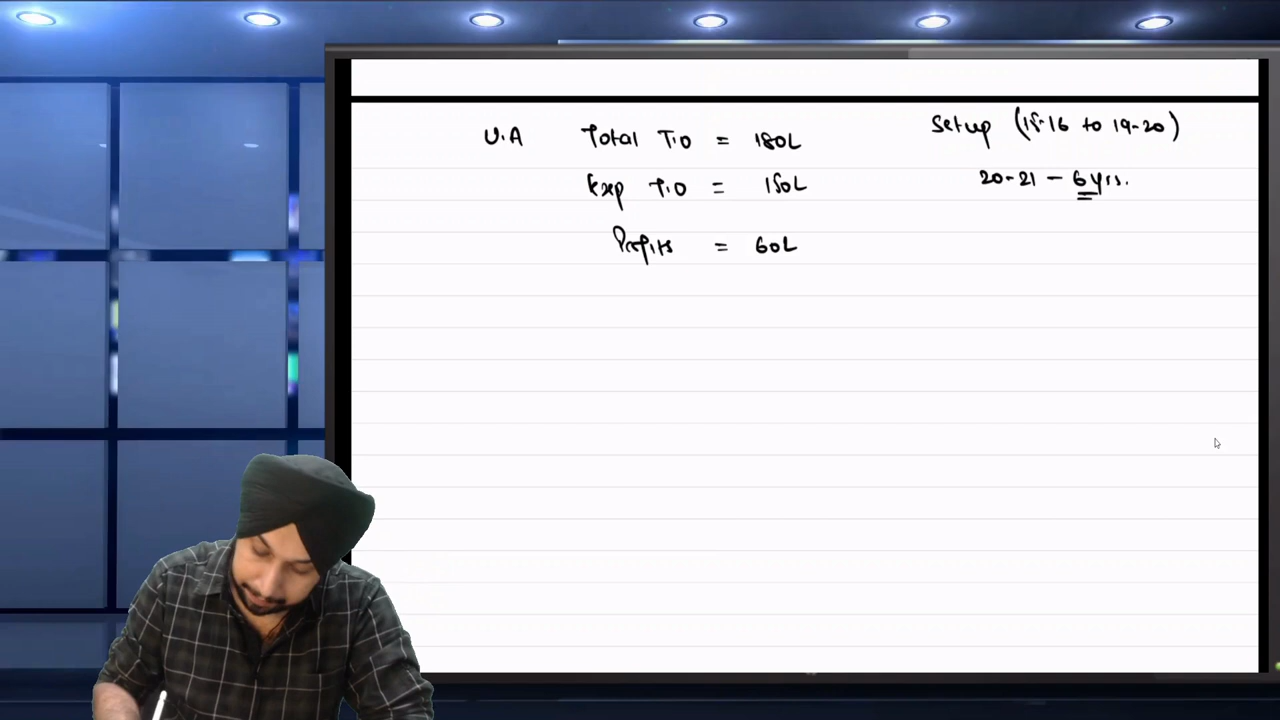 U.A Total T.O = 180L
Exp T.O = 150L
Profits = 60L
Setup (15-16 to 19-20)
20-21 - 6yrs.